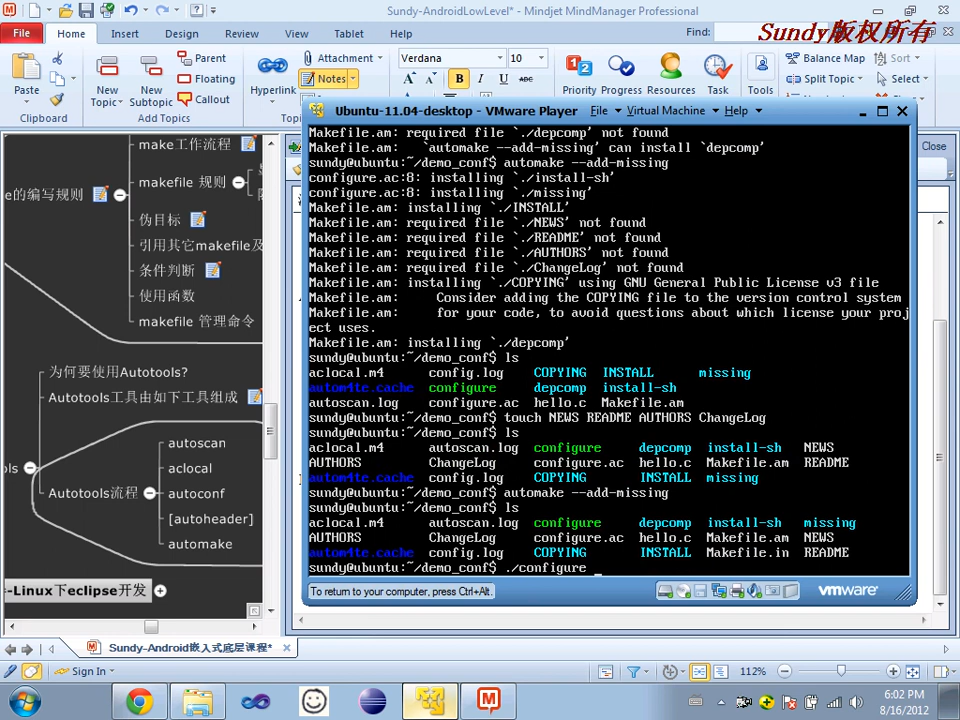 Sundy-AndroidLowLevel* - Mindjet MindManager Professional
Sundy版权所有
File
Home
Insert
Design
Review
View
Tablet
Help
Find:
Paste
Clipboard
New Topic
New Subtopic
Parent
Floating
Callout
Add Topics
Hyperlink
Attachment
Notes
Verdana
10
A
A
B
I
U
ABC
Priority
Progress
Resources
Task
Tools
Balance Map
Split Topic
Sort
Select
Close
Ubuntu-11.04-desktop - VMware Player
File
Virtual Machine
Help
make工作流程
e的编写规则
makefile 规则
伪目标
引用其它makefile及
条件判断
使用函数
makefile 管理命令
为何要使用Autotools?
Autotools工具由如下工具组成
ols
Autotools流程
autoscan
aclocal
autoconf
[autoheader]
automake
-Linux下eclipse开发
Makefile.am: required file `./depcomp' not found
Makefile.am:   `automake --add-missing' can install `depcomp'
sundy@ubuntu:~/demo_conf$ automake --add-missing
configure.ac:8: installing `./install-sh'
configure.ac:8: installing `./missing'
Makefile.am: installing `./INSTALL'
Makefile.am: required file `./NEWS' not found
Makefile.am: required file `./README' not found
Makefile.am: required file `./AUTHORS' not found
Makefile.am: required file `./ChangeLog' not found
Makefile.am: installing `./COPYING' using GNU General Public License v3 file
Makefile.am:     Consider adding the COPYING file to the version control system
Makefile.am:     for your code, to avoid questions about which license your proj
ect uses.
Makefile.am: installing `./depcomp'
sundy@ubuntu:~/demo_conf$ ls
aclocal.m4 config.log COPYING INSTALL missing
autom4te.cache configure depcomp install-sh
autoscan.log configure.ac hello.c Makefile.am
sundy@ubuntu:~/demo_conf$ touch NEWS README AUTHORS ChangeLog
sundy@ubuntu:~/demo_conf$ ls
aclocal.m4 autoscan.log configure depcomp install-sh NEWS
AUTHORS ChangeLog configure.ac hello.c Makefile.am README
autom4te.cache config.log COPYING INSTALL missing
sundy@ubuntu:~/demo_conf$ automake --add-missing
sundy@ubuntu:~/demo_conf$ ls
aclocal.m4 autoscan.log configure depcomp install-sh missing
AUTHORS ChangeLog configure.ac hello.c Makefile.am NEWS
autom4te.cache config.log COPYING INSTALL Makefile.in README
sundy@ubuntu:~/demo_conf$ ./configure _
To return to your computer, press Ctrl+Alt.
vmware
Sundy-Android嵌入式底层课程*
Sign In
112%
6:02 PM
8/16/2012